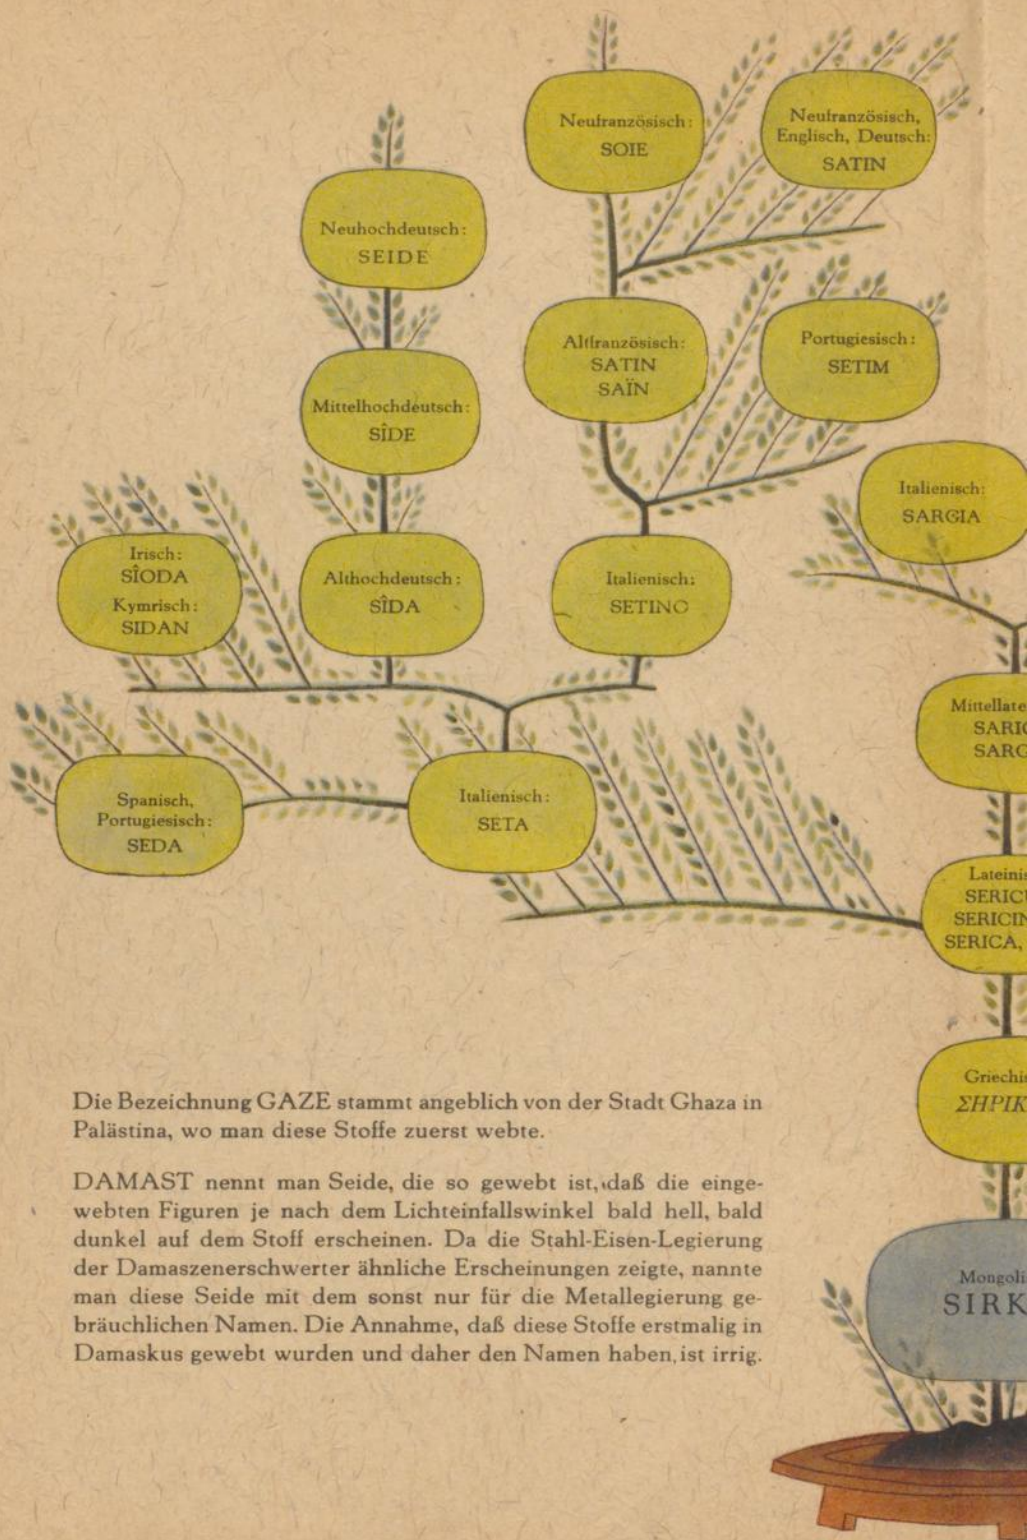 Neufranzösisch:
SOIE
Neufranzösisch,
Englisch, Deutsch:
SATIN
Neuhochdeutsch:
SEIDE
Altfranzösisch:
SATIN
SAÏN
Portugiesisch:
SETIM
Mittelhochdeutsch:
SÎDE
Italienisch:
SARGIA
Irisch:
SÎODA
Kymrisch:
SIDAN
Althochdeutsch:
SÎDA
Italienisch:
SETINO
Spanisch,
Portugiesisch:
SEDA
Italienisch:
SETA
Die Bezeichnung GAZE stammt angeblich von der Stadt Ghaza in
Palästina, wo man diese Stoffe zuerst webte.
DAMAST nennt man Seide, die so gewebt ist, daß die einge-
webten Figuren je nach dem Lichteinfallswinkel bald hell, bald
dunkel auf dem Stoff erscheinen. Da die Stahl-Eisen-Legierung
der Damaszenerschwerter ähnliche Erscheinungen zeigte, nannte
man diese Seide mit dem sonst nur für die Metallegierung ge-
bräuchlichen Namen. Die Annahme, daß diese Stoffe erstmalig in
Damaskus gewebt wurden und daher den Namen haben, ist irrig.
SERICA,